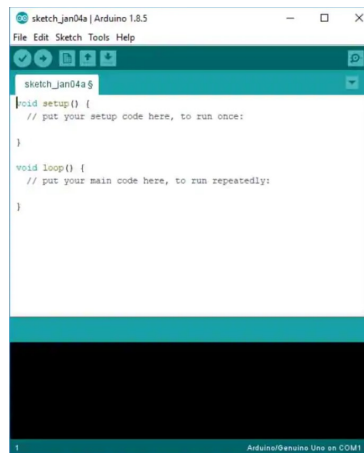 sketch_jan04a | Arduino 1.8.5
File Edit Sketch Tools Help
sketch_jan04a §
void setup() {
// put your setup code here, to run once:
}
void loop() {
// put your main code here, to run repeatedly:
}
1
Arduino/Genuino Uno on COM1